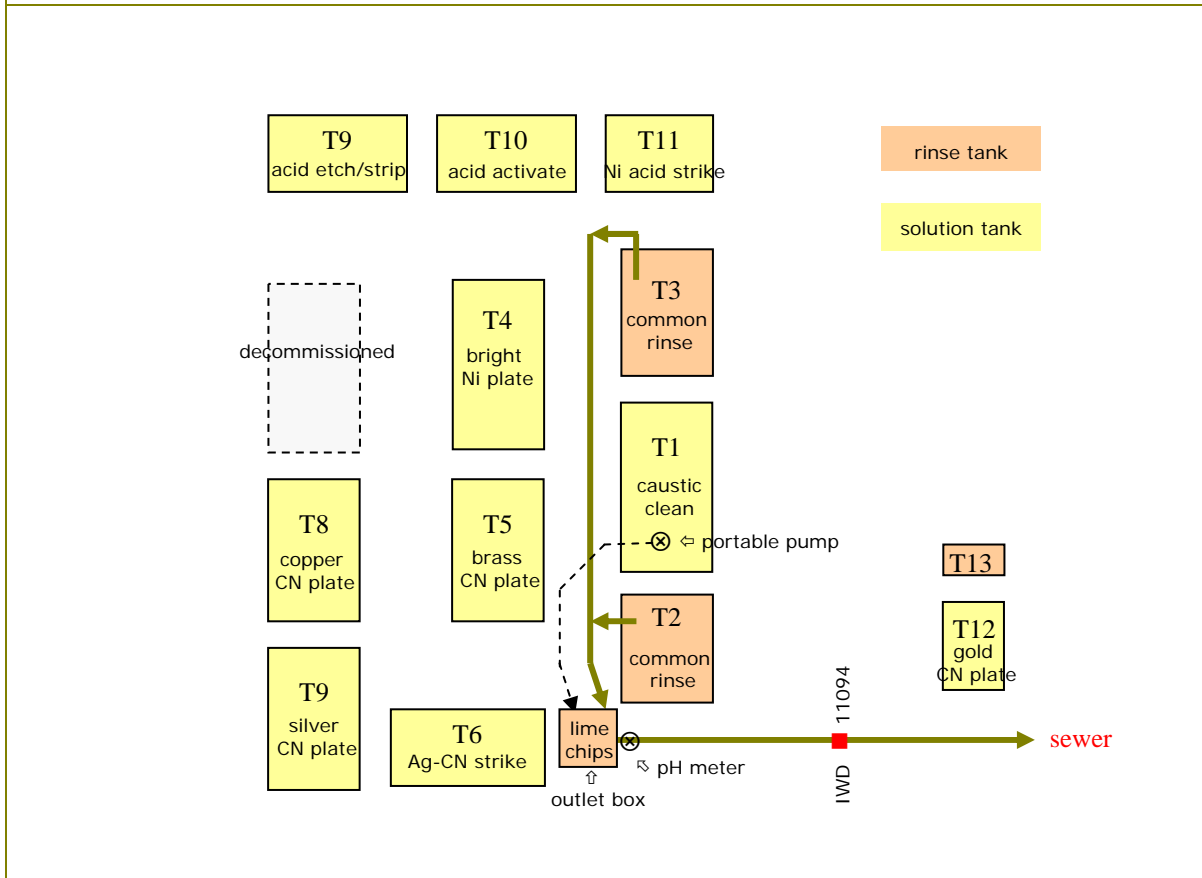 T9
acid etch/strip
T10
acid activate
T11
Ni acid strike
rinse tank
solution tank
T3
common
rinse
decommissioned
T4
bright
Ni plate
T1
caustic
clean
⇦ portable pump
T8
copper
CN plate
T5
brass
CN plate
T13
T2
common
rinse
T12
gold
CN plate
T9
silver
CN plate
T6
Ag-CN strike
lime
chips
pH meter
outlet box
IWD 11094
sewer